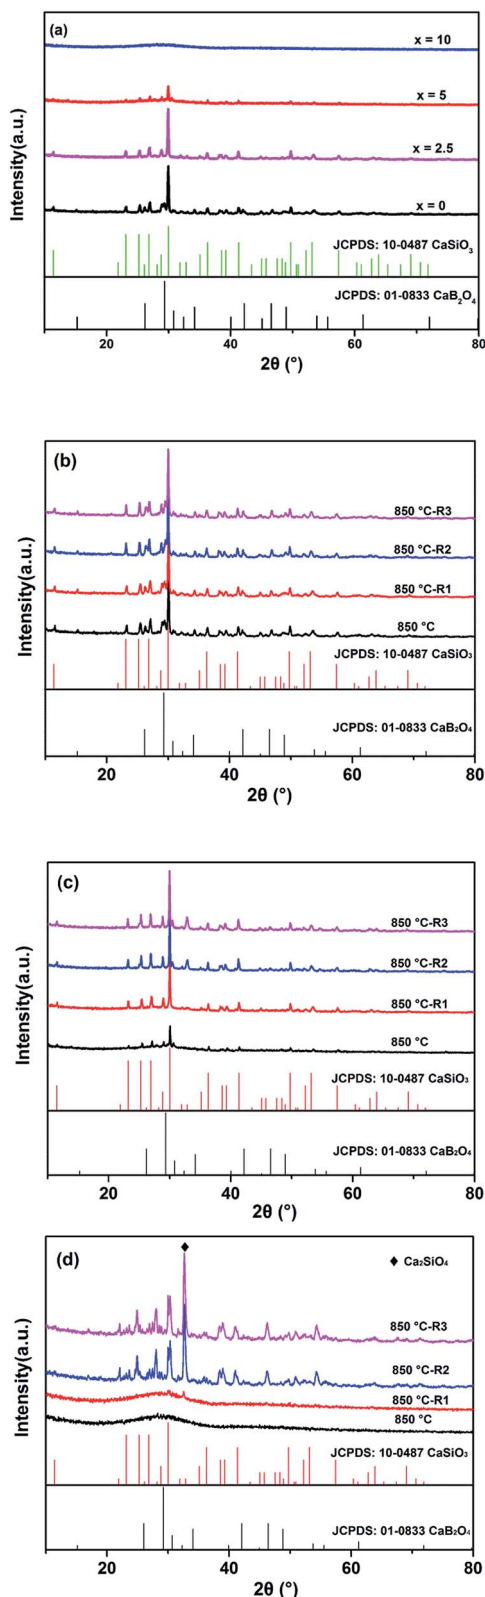 (a)
x = 10
x = 5
x = 2.5
x = 0
JCPDS: 10-0487 CaSiO₃
JCPDS: 01-0833 CaB₂O₄
Intensity(a.u.)
20 40 60 80
2θ (°)
(b)
850 °C-R3
850 °C-R2
850 °C-R1
850 °C
JCPDS: 10-0487 CaSiO₃
JCPDS: 01-0833 CaB₂O₄
Intensity(a.u.)
20 40 60 80
2θ (°)
(c)
850 °C-R3
850 °C-R2
850 °C-R1
850 °C
JCPDS: 10-0487 CaSiO₃
JCPDS: 01-0833 CaB₂O₄
Intensity(a.u.)
20 40 60 80
2θ (°)
(d)
◆ Ca₂SiO₄
850 °C-R3
850 °C-R2
850 °C-R1
850 °C
JCPDS: 10-0487 CaSiO₃
JCPDS: 01-0833 CaB₂O₄
Intensity(a.u.)
20 40 60 80
2θ (°)